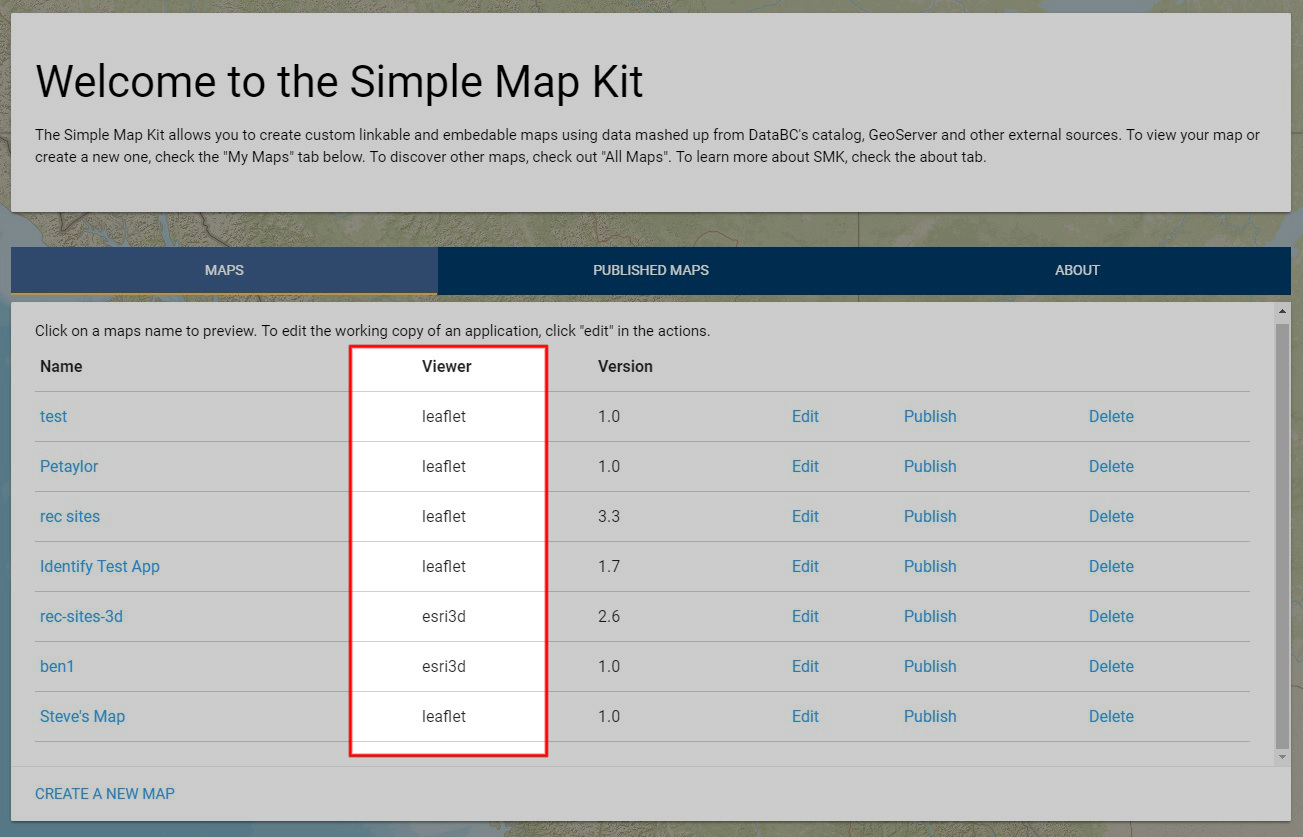 Welcome to the Simple Map Kit
The Simple Map Kit allows you to create custom linkable and embedable maps using data mashed up from DataBC's catalog, GeoServer and other external sources. To view your map or
create a new one, check the "My Maps" tab below. To discover other maps, check out "All Maps". To learn more about SMK, check the about tab.
MAPS PUBLISHED MAPS ABOUT
Click on a maps name to preview. To edit the working copy of an application, click "edit" in the actions.
Name Viewer Version
test leaflet 1.0 Edit Publish Delete
Petaylor leaflet 1.0 Edit Publish Delete
rec sites leaflet 3.3 Edit Publish Delete
Identify Test App leaflet 1.7 Edit Publish Delete
rec-sites-3d esri3d 2.6 Edit Publish Delete
ben1 esri3d 1.0 Edit Publish Delete
Steve's Map leaflet 1.0 Edit Publish Delete
CREATE A NEW MAP